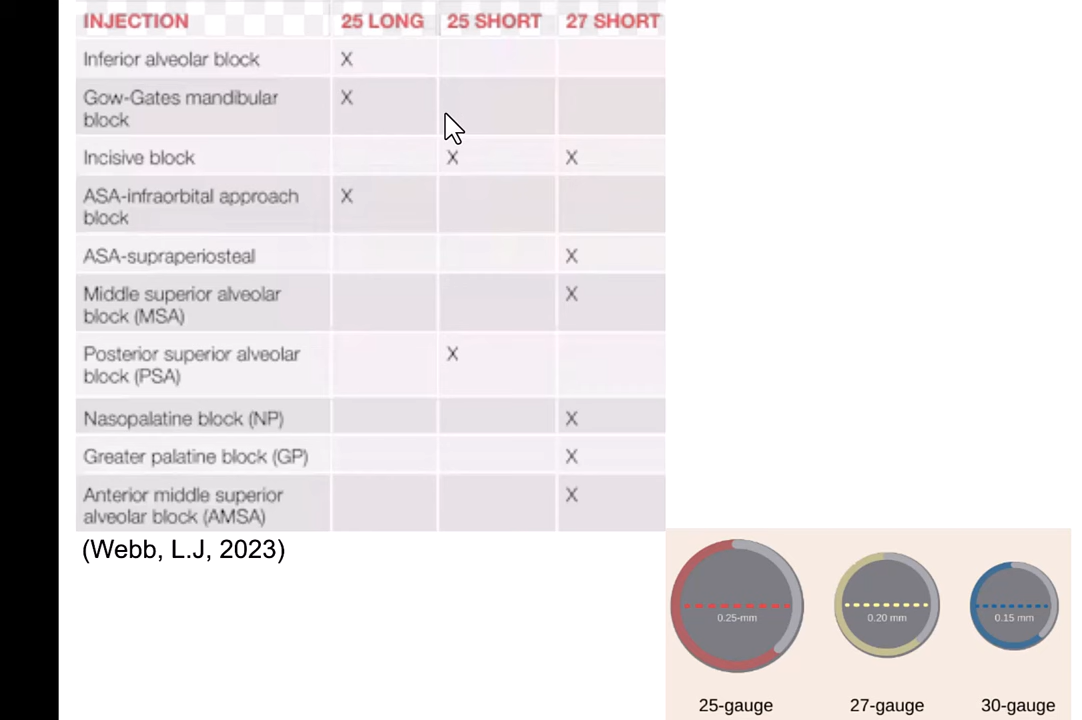 INJECTION 25 LONG 25 SHORT 27 SHORT
Inferior alveolar block X
Gow-Gates mandibular X
block
Incisive block X X
ASA-infraorbital approach X
block
ASA-supraperiosteal X
Middle superior alveolar X
block (MSA)
Posterior superior alveolar X
block (PSA)
Nasopalatine block (NP) X
Greater palatine block (GP) X
Anterior middle superior X
alveolar block (AMSA)
(Webb, L.J, 2023)
0.25-mm 0.20 mm 0.15 mm
25-gauge 27-gauge 30-gauge